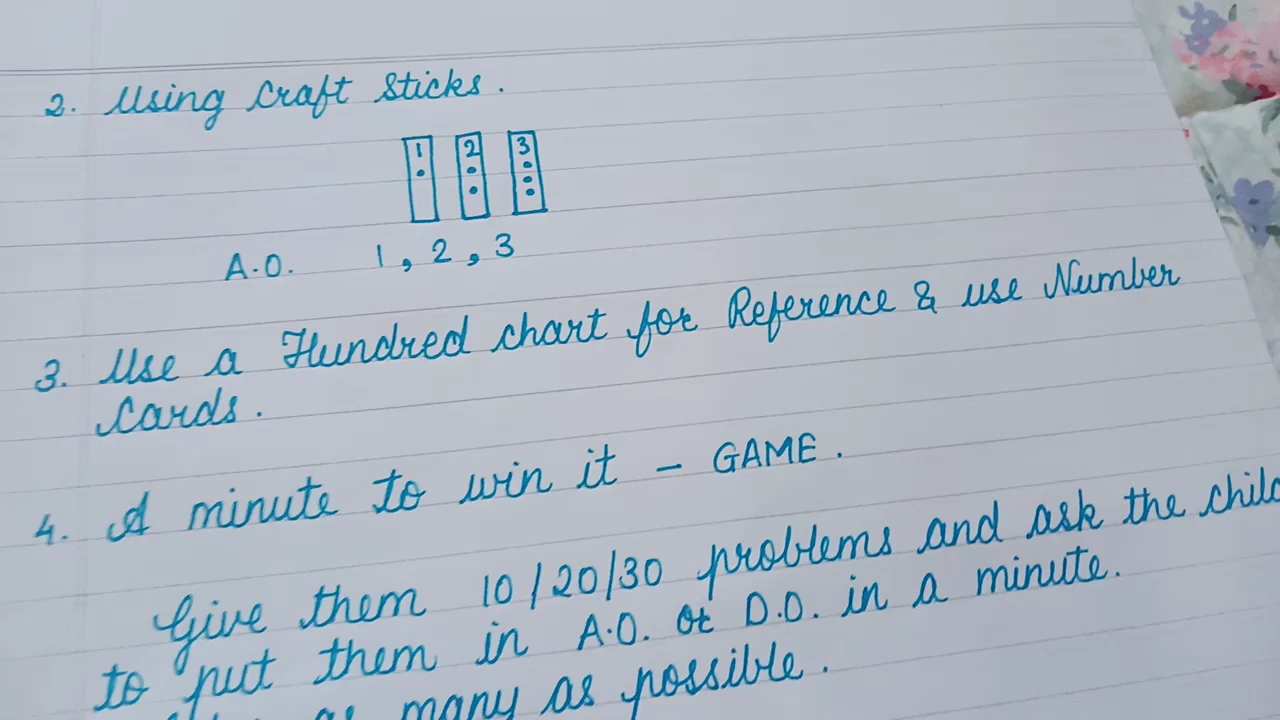 2. Using Craft Sticks.
1 2 3
A.O. 1, 2, 3
3. Use a Hundred chart for Reference & use Number
Cards.
4. A minute to win it - GAME.
Give them 10/20/30 problems and ask the child
to put them in A.O. or D.O. in a minute.
as many as possible.